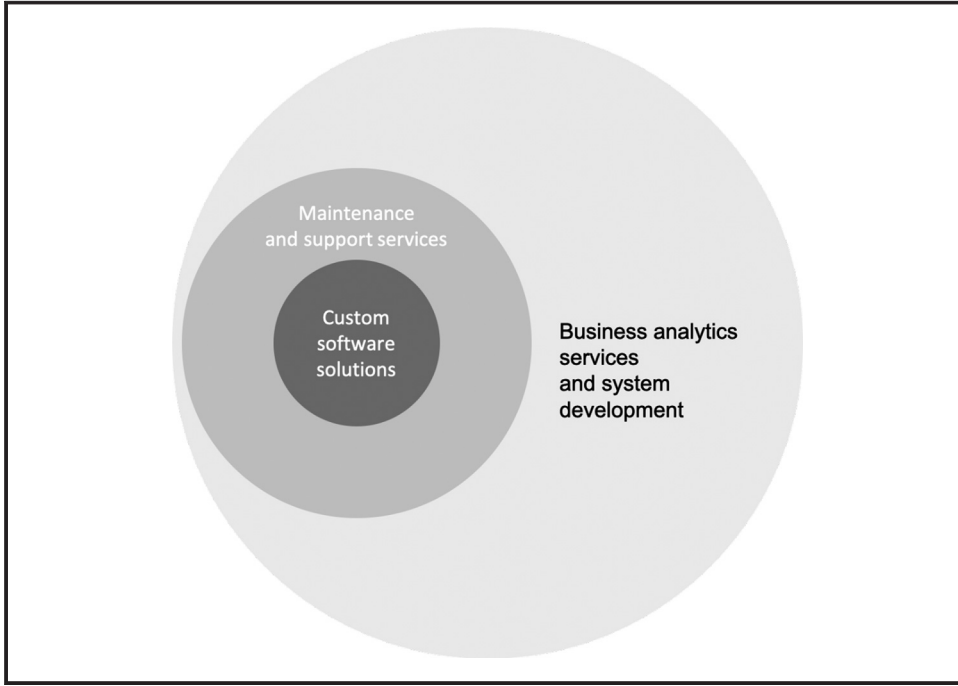 Maintenance
and support services
Custom
software
solutions
Business analytics
services
and system
development